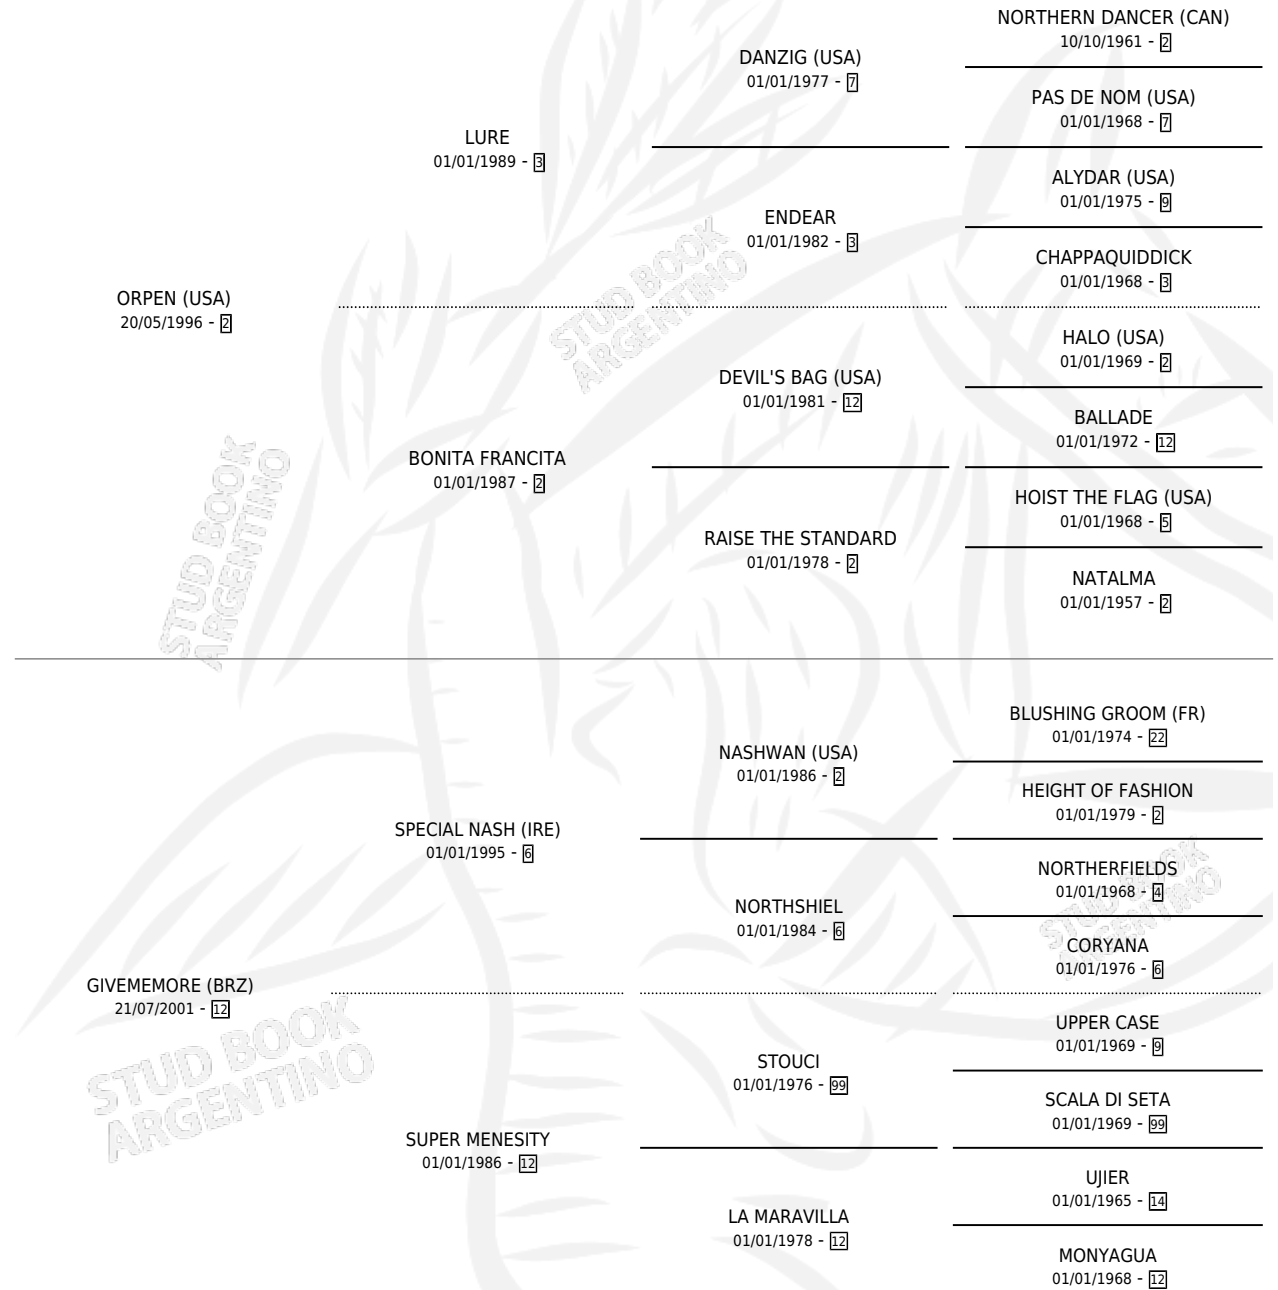 NORTHERN DANCER (CAN)
10/10/1961 - 2
DANZIG (USA)
01/01/1977 - 7
PAS DE NOM (USA)
01/01/1968 - 7
LURE
01/01/1989 - 3
ALYDAR (USA)
01/01/1975 - 9
ENDEAR
01/01/1982 - 3
CHAPPAQUIDDICK
01/01/1968 - 3
ORPEN (USA)
20/05/1996 - 2
HALO (USA)
01/01/1969 - 2
DEVIL'S BAG (USA)
01/01/1981 - 12
BALLADE
01/01/1972 - 12
BONITA FRANCITA
01/01/1987 - 2
HOIST THE FLAG (USA)
01/01/1968 - 5
RAISE THE STANDARD
01/01/1978 - 2
NATALMA
01/01/1957 - 2
BLUSHING GROOM (FR)
01/01/1974 - 22
NASHWAN (USA)
01/01/1986 - 2
HEIGHT OF FASHION
01/01/1979 - 2
SPECIAL NASH (IRE)
01/01/1995 - 6
NORTHERFIELDS
01/01/1968 - 4
NORTHSHIEL
01/01/1984 - 6
CORYANA
01/01/1976 - 6
GIVEMEMORE (BRZ)
21/07/2001 - 12
UPPER CASE
01/01/1969 - 9
STOUCI
01/01/1976 - 99
SCALA DI SETA
01/01/1969 - 99
SUPER MENESITY
01/01/1986 - 12
UJIER
01/01/1965 - 14
LA MARAVILLA
01/01/1978 - 12
MONYAGUA
01/01/1968 - 12
STUD BOOK
ARGENTINO
STUD BOOK
ARGENTINO
STUD BOOK
ARGENTINO
STUD BOOK
ARGENTINO